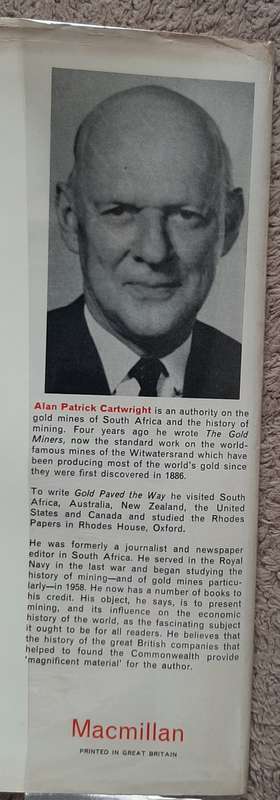 Alan Patrick Cartwright is an authority on the
gold mines of South Africa and the history of
mining. Four years ago he wrote The Gold
Miners, now the standard work on the world-
famous mines of the Witwatersrand which have
been producing most of the world's gold since
they were first discovered in 1886.
To write Gold Paved the Way he visited South
Africa, Australia, New Zealand, the United
States and Canada and studied the Rhodes
Papers in Rhodes House, Oxford.
He was formerly a journalist and newspaper
editor in South Africa. He served in the Royal
Navy in the last war and began studying the
history of mining—and of gold mines particu-
larly—in 1958. He now has a number of books to
his credit. His object, he says, is to present
mining, and its influence on the economic
history of the world, as the fascinating subject
it ought to be for all readers. He believes that
the history of the great British companies that
helped to found the Commonwealth provide
'magnificent material' for the author.
Macmillan
PRINTED IN GREAT BRITAIN